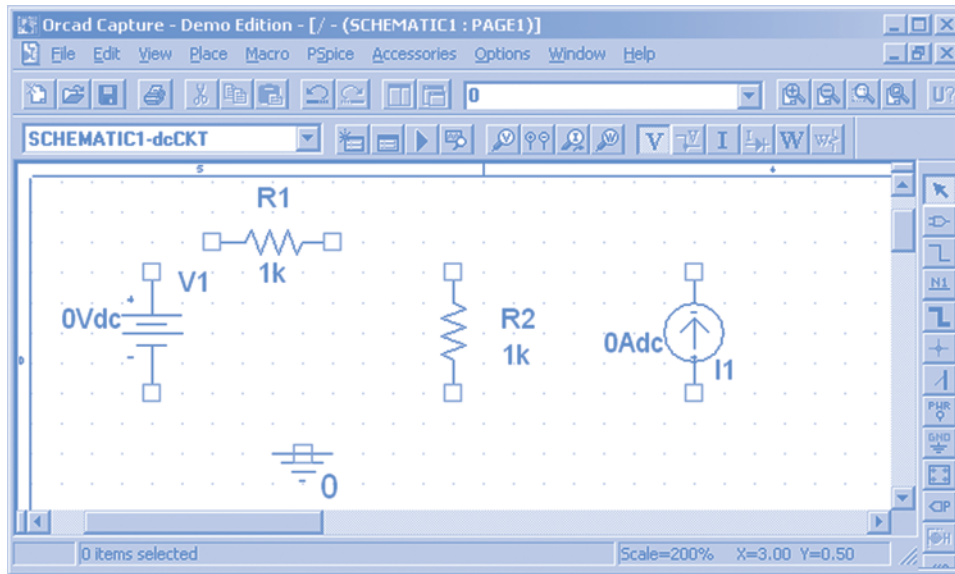 Orcad Capture - Demo Edition - [/ - (SCHEMATIC1 : PAGE1)]
File Edit View Place Macro PSpice Accessories Options Window Help
0 U?
SCHEMATIC1-dcCKT V I W
5 4
R1
1k
V1
0Vdc
+
-
R2
1k
0Adc
-
+
I1
0
N1
PWR
GND
0 items selected Scale=200% X=3.00 Y=0.50